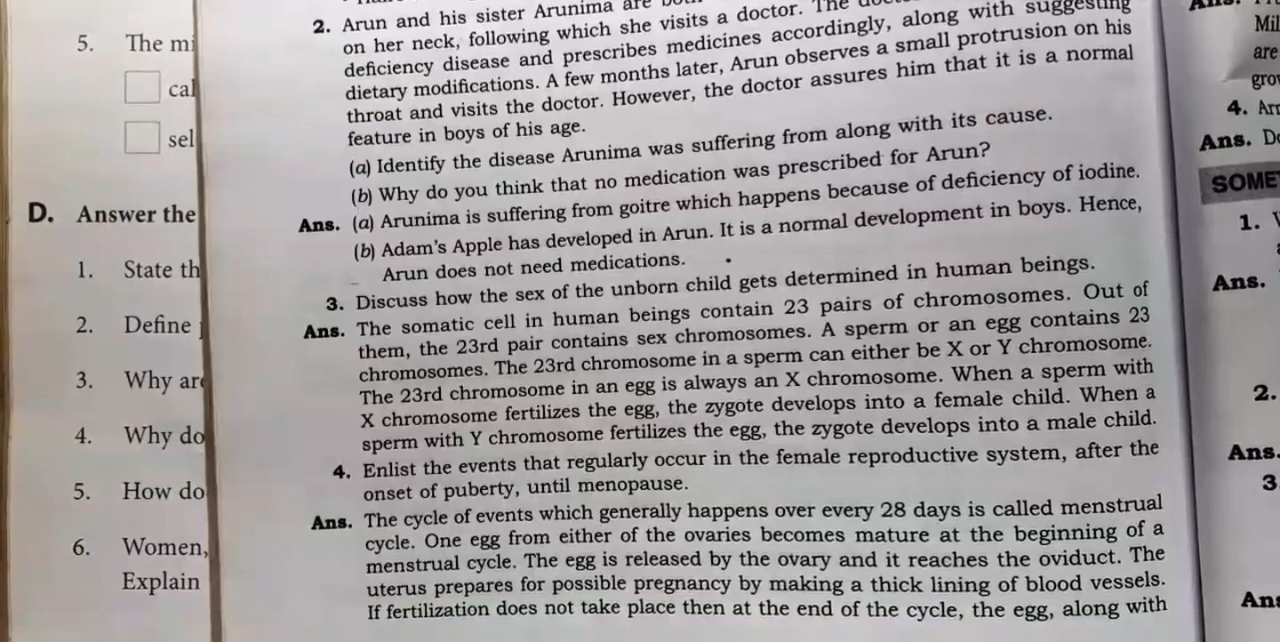 5. The mi
cal
sel
D. Answer the
1. State th
2. Define
3. Why are
4. Why do
5. How do
6. Women,
Explain
2. Arun and his sister Arunima are
on her neck, following which she visits a doctor. The
deficiency disease and prescribes medicines accordingly, along with suggesting
dietary modifications. A few months later, Arun observes a small protrusion on his
throat and visits the doctor. However, the doctor assures him that it is a normal
feature in boys of his age.
(a) Identify the disease Arunima was suffering from along with its cause.
(b) Why do you think that no medication was prescribed for Arun?
Ans. (a) Arunima is suffering from goitre which happens because of deficiency of iodine.
(b) Adam's Apple has developed in Arun. It is a normal development in boys. Hence,
Arun does not need medications.
3. Discuss how the sex of the unborn child gets determined in human beings.
Ans. The somatic cell in human beings contain 23 pairs of chromosomes. Out of
them, the 23rd pair contains sex chromosomes. A sperm or an egg contains 23
chromosomes. The 23rd chromosome in a sperm can either be X or Y chromosome.
The 23rd chromosome in an egg is always an X chromosome. When a sperm with
X chromosome fertilizes the egg, the zygote develops into a female child. When a
sperm with Y chromosome fertilizes the egg, the zygote develops into a male child.
4. Enlist the events that regularly occur in the female reproductive system, after the
onset of puberty, until menopause.
Ans. The cycle of events which generally happens over every 28 days is called menstrual
cycle. One egg from either of the ovaries becomes mature at the beginning of a
menstrual cycle. The egg is released by the ovary and it reaches the oviduct. The
uterus prepares for possible pregnancy by making a thick lining of blood vessels.
If fertilization does not take place then at the end of the cycle, the egg, along with
Mil
are
gro
4. Ar
Ans. Do
SOME
1.
Ans.
2.
Ans.
3
Ans